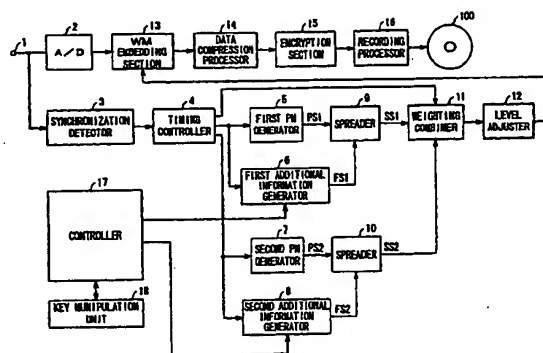 1
2
A/D
13
WM
EMBEDDING
SECTION
14
DATA
COMPRESSION
PROCESSOR
15
ENCRYPTION
SECTION
16
RECORDING
PROCESSOR
100
3
SYNCHRONIZATION
DETECTOR
4
TIMING
CONTROLLER
5
FIRST PN
GENERATOR
PS1
9
SPREADER
SS1
11
WEIGHTING
COMBINER
12
LEVEL
ADJUSTER
6
FIRST ADDITIONAL
INFORMATION
GENERATOR
FS1
17
CONTROLLER
7
SECOND PN
GENERATOR
PS2
10
SPREADER
SS2
18
KEY MANIPULATION
UNIT
8
SECOND ADDITIONAL
INFORMATION
GENERATOR
FS2